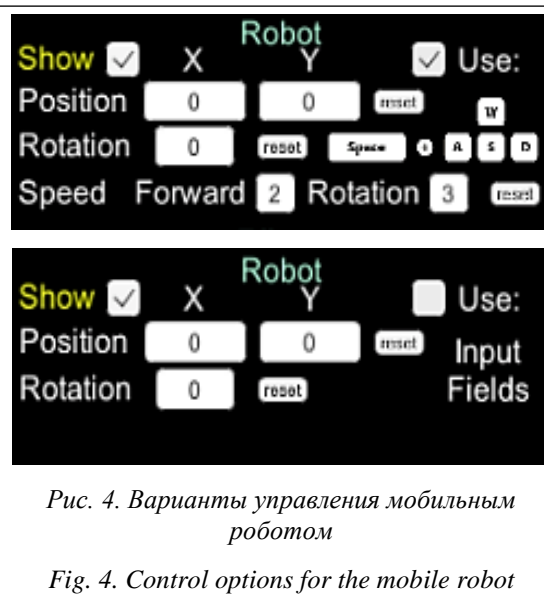 Robot
Show X Y Use:
Position 0 0 reset W
Rotation 0 reset Space + A S D
Speed Forward 2 Rotation 3 reset
Robot
Show X Y Use:
Position 0 0 reset Input
Rotation 0 reset Fields
Рис. 4. Варианты управления мобильным
роботом
Fig. 4. Control options for the mobile robot